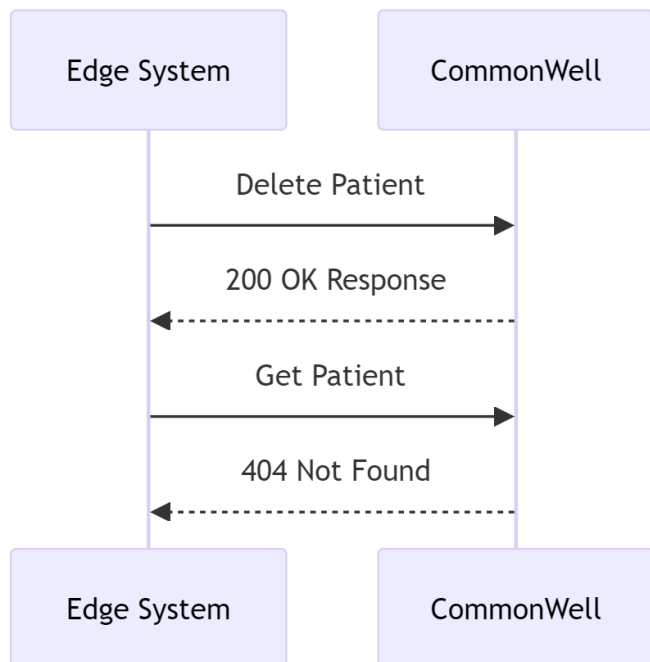 Edge System
CommonWell
Delete Patient
200 OK Response
Get Patient
404 Not Found
Edge System
CommonWell